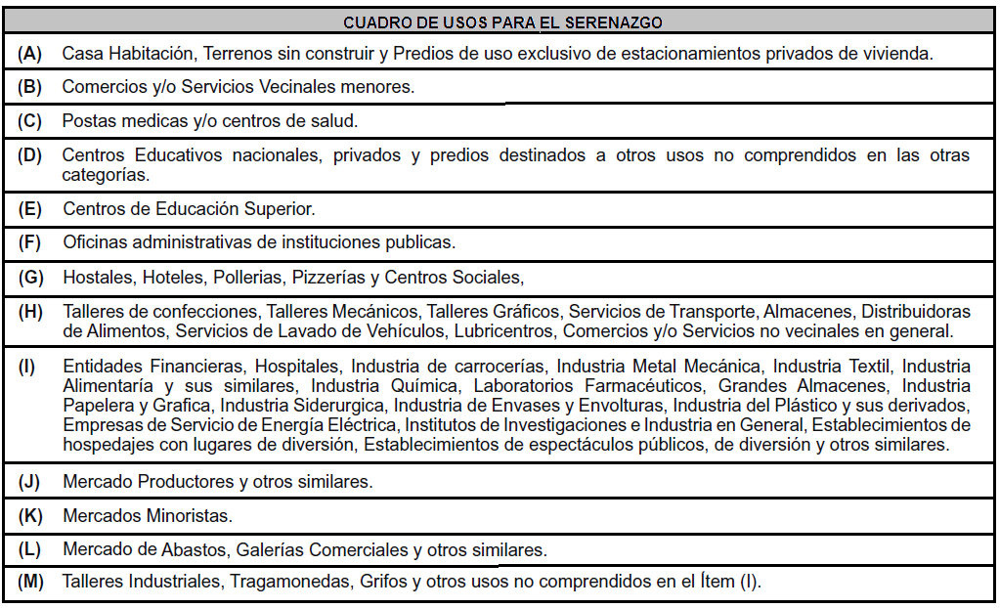 CUADRO DE USOS PARA EL SERENAZGO
(A) Casa Habitación, Terrenos sin construir y Predios de uso exclusivo de estacionamientos privados de vivienda.
(B) Comercios y/o Servicios Vecinales menores.
(C) Postas medicas y/o centros de salud.
(D) Centros Educativos nacionales, privados y predios destinados a otros usos no comprendidos en las otras
categorías.
(E) Centros de Educación Superior.
(F) Oficinas administrativas de instituciones publicas.
(G) Hostales, Hoteles, Pollerias, Pizzerías y Centros Sociales,
(H) Talleres de confecciones, Talleres Mecánicos, Talleres Gráficos, Servicios de Transporte, Almacenes, Distribuidoras
de Alimentos, Servicios de Lavado de Vehículos, Lubricentros, Comercios y/o Servicios no vecinales en general.
(I) Entidades Financieras, Hospitales, Industria de carrocerías, Industria Metal Mecánica, Industria Textil, Industria
Alimentaría y sus similares, Industria Química, Laboratorios Farmacéuticos, Grandes Almacenes, Industria
Papelera y Grafica, Industria Siderurgica, Industria de Envases y Envolturas, Industria del Plástico y sus derivados,
Empresas de Servicio de Energía Eléctrica, Institutos de Investigaciones e Industria en General, Establecimientos de
hospedajes con lugares de diversión, Establecimientos de espectáculos públicos, de diversión y otros similares.
(J) Mercado Productores y otros similares.
(K) Mercados Minoristas.
(L) Mercado de Abastos, Galerías Comerciales y otros similares.
(M) Talleres Industriales, Tragamonedas, Grifos y otros usos no comprendidos en el Ítem (I).